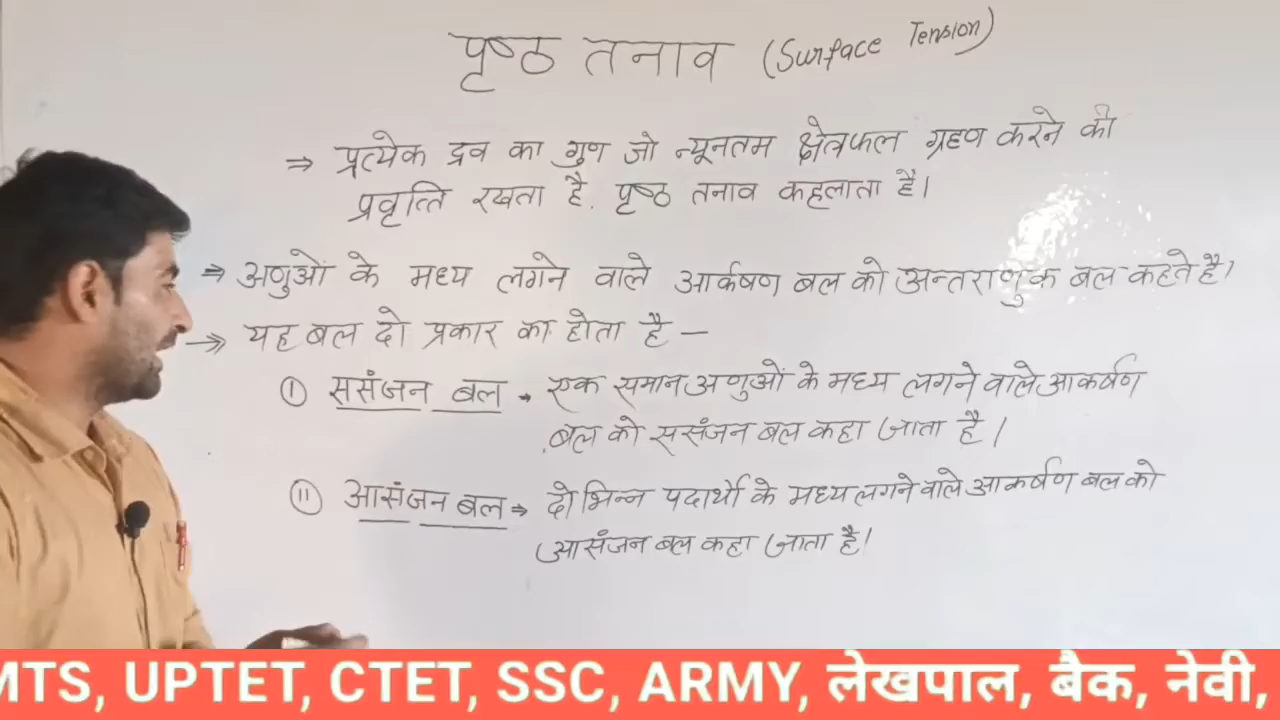 पृष्ठ तनाव (Surface Tension)
⇒ प्रत्येक द्रव का गुण जो न्यूनतम क्षेत्रफल ग्रहण करने की
प्रवृत्ति रखता है. पृष्ठ तनाव कहलाता है।
⇒ अणुओं के मध्य लगने वाले आर्कषण बल को अन्तराणुक बल कहते है।
⇒ यह बल दो प्रकार का होता है —
(I) ससंजन बल → एक समान अणुओं के मध्य लगने वाले आकर्षण
बल को ससंजन बल कहा जाता है।
(II) आसंजन बल ⇒ दो भिन्न पदार्थो के मध्य लगने वाले आकर्षण बल को
आसंजन बल कहा जाता है।
MTS, UPTET, CTET, SSC, ARMY, लेखपाल, बैक, नेवी,